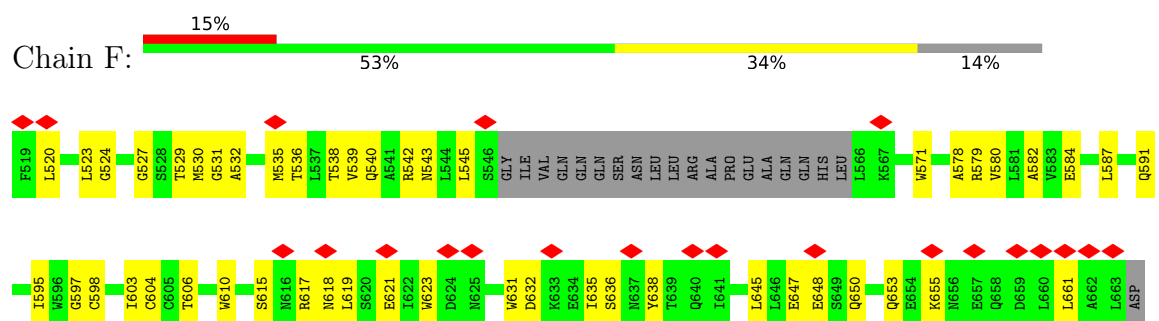 15%
Chain F:
53% 34% 14%
F519 L520 L523 G524 G527 S528 T529 M530 G531 A532 M535 T536 L537 T538 V539 Q540 A541 R542 N543 L544 L545 S546 GLY ILE VAL GLN GLN GLN SER ASN LEU LEU ARG ALA PRO GLU ALA GLN GLN HIS LEU L566 K567 W571 A578 R579 V580 L581 A582 V583 E584 L587 Q591
I595 W596 G597 C598 I603 C604 C605 T606 W610 S615 N616 R617 N618 L619 S620 E621 I622 W623 D624 N625 W631 D632 K633 E634 I635 S636 N637 Y638 T639 Q640 I641 L645 L646 E647 E648 S649 Q650 Q653 E654 K655 N656 E657 Q658 D659 L660 L661 A662 L663 ASP